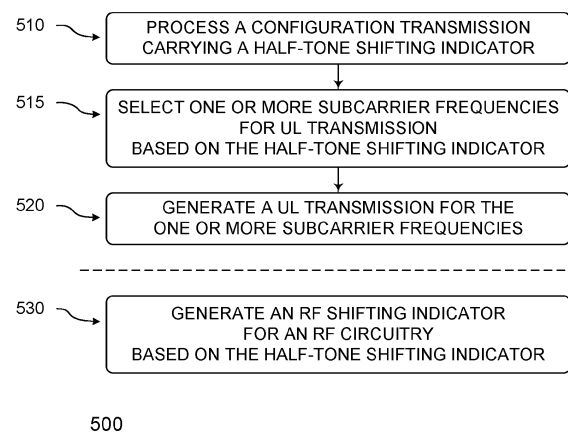 510
PROCESS A CONFIGURATION TRANSMISSION
CARRYING A HALF-TONE SHIFTING INDICATOR
515
SELECT ONE OR MORE SUBCARRIER FREQUENCIES
FOR UL TRANSMISSION
BASED ON THE HALF-TONE SHIFTING INDICATOR
520
GENERATE A UL TRANSMISSION FOR THE
ONE OR MORE SUBCARRIER FREQUENCIES
530
GENERATE AN RF SHIFTING INDICATOR
FOR AN RF CIRCUITRY
BASED ON THE HALF-TONE SHIFTING INDICATOR
500